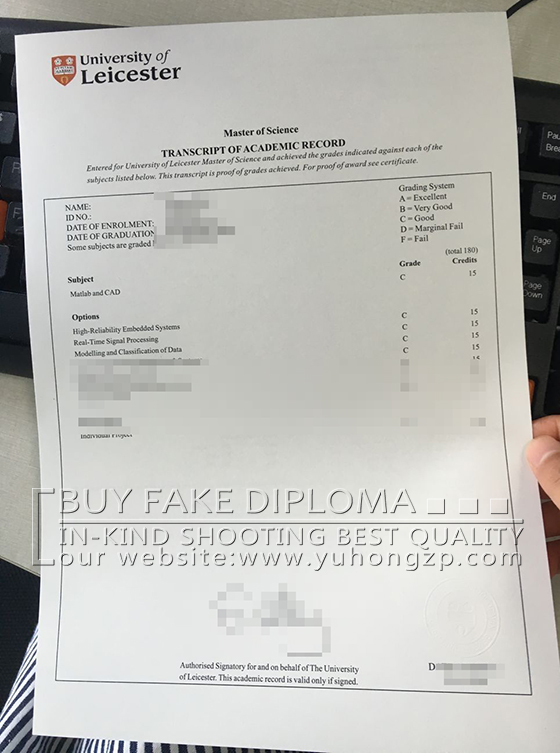 University of
Leicester
Master of Science
TRANSCRIPT OF ACADEMIC RECORD
Entered for University of Leicester Master of Science and achieved the grades indicated against each of the
subjects listed below. This transcript is proof of grades achieved. For proof of award see certificate.
NAME:
ID NO.:
DATE OF ENROLMENT:
DATE OF GRADUATION
Some subjects are graded
Grading System
A = Excellent
B = Very Good
C = Good
D = Marginal Fail
F = Fail
(total 180)
Subject Grade Credits
Matlab and CAD C 15
Options
High-Reliability Embedded Systems C 15
Real-Time Signal Processing C 15
Modelling and Classification of Data C 15
Individual Project
BUY FAKE DIPLOMA
IN-KIND SHOOTING BEST QUALITY
our website:www.yuhongzp.com
Authorised Signatory for and on behalf of The University
of Leicester. This academic record is valid only if signed.
D
Pau
Brea
End
Page
Up
Page
Down